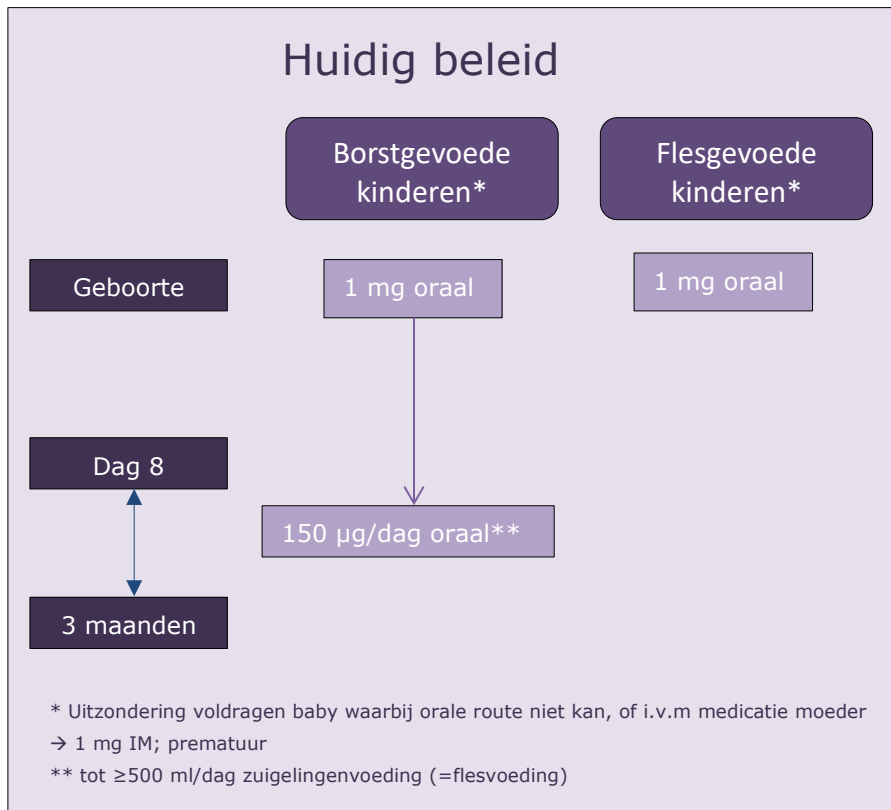 Huidig beleid
Borstgevoede
kinderen*
Flesgevoede
kinderen*
Geboorte
1 mg oraal
1 mg oraal
Dag 8
150 µg/dag oraal**
3 maanden
* Uitzondering voldragen baby waarbij orale route niet kan, of i.v.m medicatie moeder
→ 1 mg IM; prematuur
** tot ≥500 ml/dag zuigelingenvoeding (=flesvoeding)